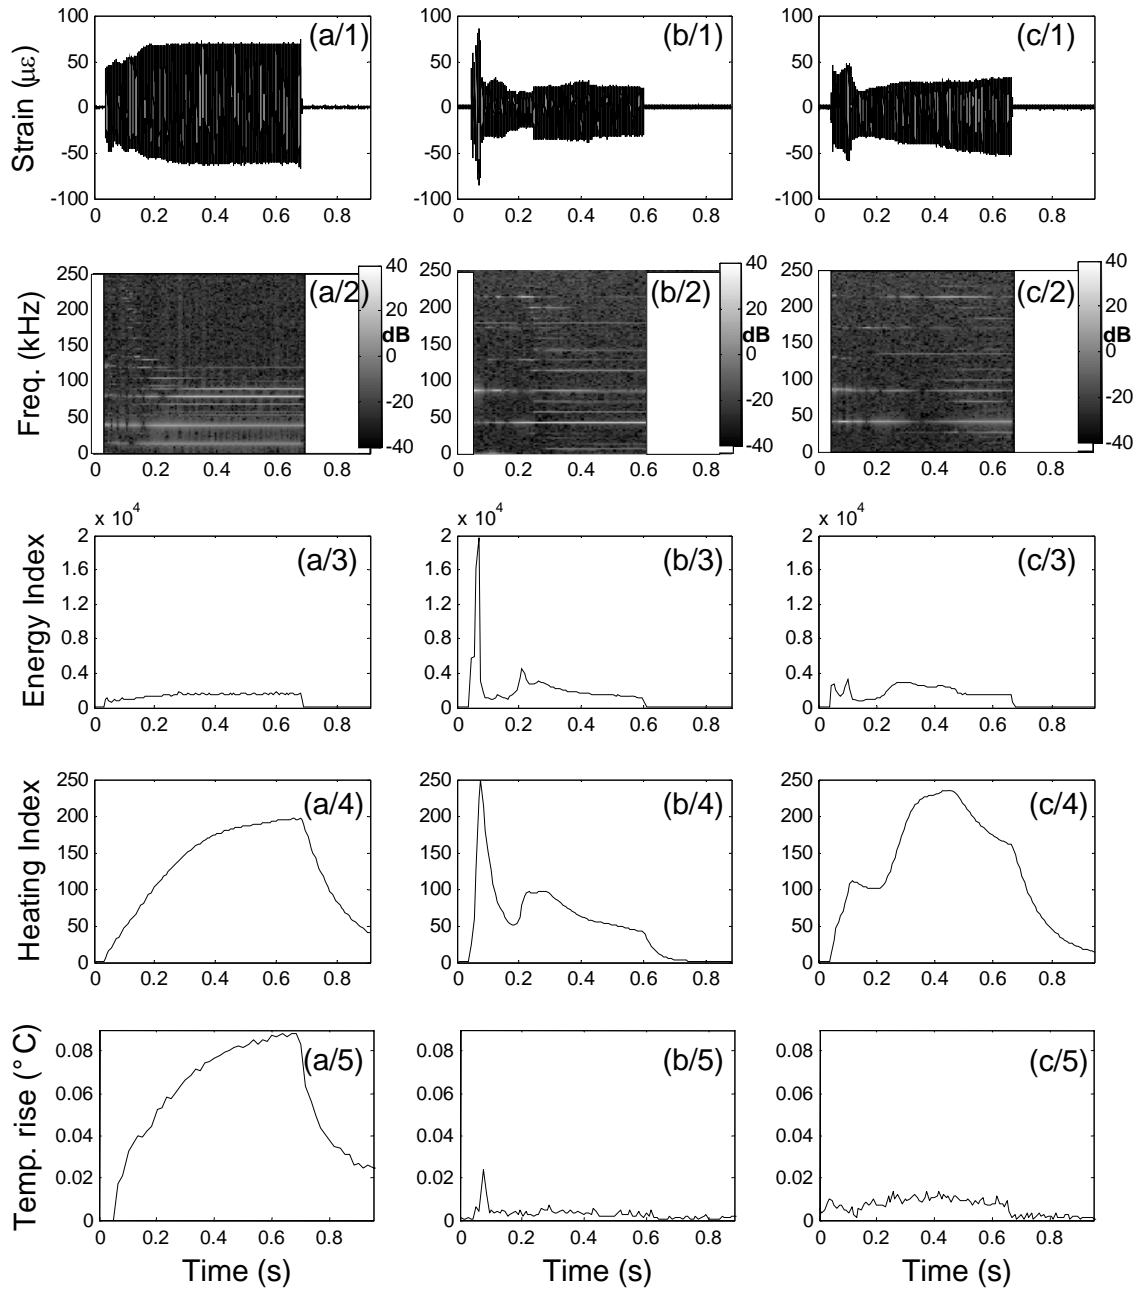 (a/1) (b/1) (c/1)
Strain (με)
100 100 100
50 50 50
0 0 0
-50 -50 -50
-100 -100 -100
0 0.2 0.4 0.6 0.8 0 0.2 0.4 0.6 0.8 0 0.2 0.4 0.6 0.8
(a/2) (b/2) (c/2)
Freq. (kHz)
250 40 250 40 250 40
200 20 200 20 200 20
dB dB dB
150 0 150 0 150 0
100 -20 100 -20 100 -20
50 50 50
0 -40 0 -40 0 -40
0 0.2 0.4 0.6 0.8 0 0.2 0.4 0.6 0.8 0 0.2 0.4 0.6 0.8
x 10⁴ x 10⁴ x 10⁴
(a/3) (b/3) (c/3)
Energy Index
2 2 2
1.6 1.6 1.6
1.2 1.2 1.2
0.8 0.8 0.8
0.4 0.4 0.4
0 0 0
0 0.2 0.4 0.6 0.8 0 0.2 0.4 0.6 0.8 0 0.2 0.4 0.6 0.8
(a/4) (b/4) (c/4)
Heating Index
250 250 250
200 200 200
150 150 150
100 100 100
50 50 50
0 0 0
0 0.2 0.4 0.6 0.8 0 0.2 0.4 0.6 0.8 0 0.2 0.4 0.6 0.8
(a/5) (b/5) (c/5)
Temp. rise (° C)
0.08 0.08 0.08
0.06 0.06 0.06
0.04 0.04 0.04
0.02 0.02 0.02
0 0 0
0 0.2 0.4 0.6 0.8 0 0.2 0.4 0.6 0.8 0 0.2 0.4 0.6 0.8
Time (s) Time (s) Time (s)